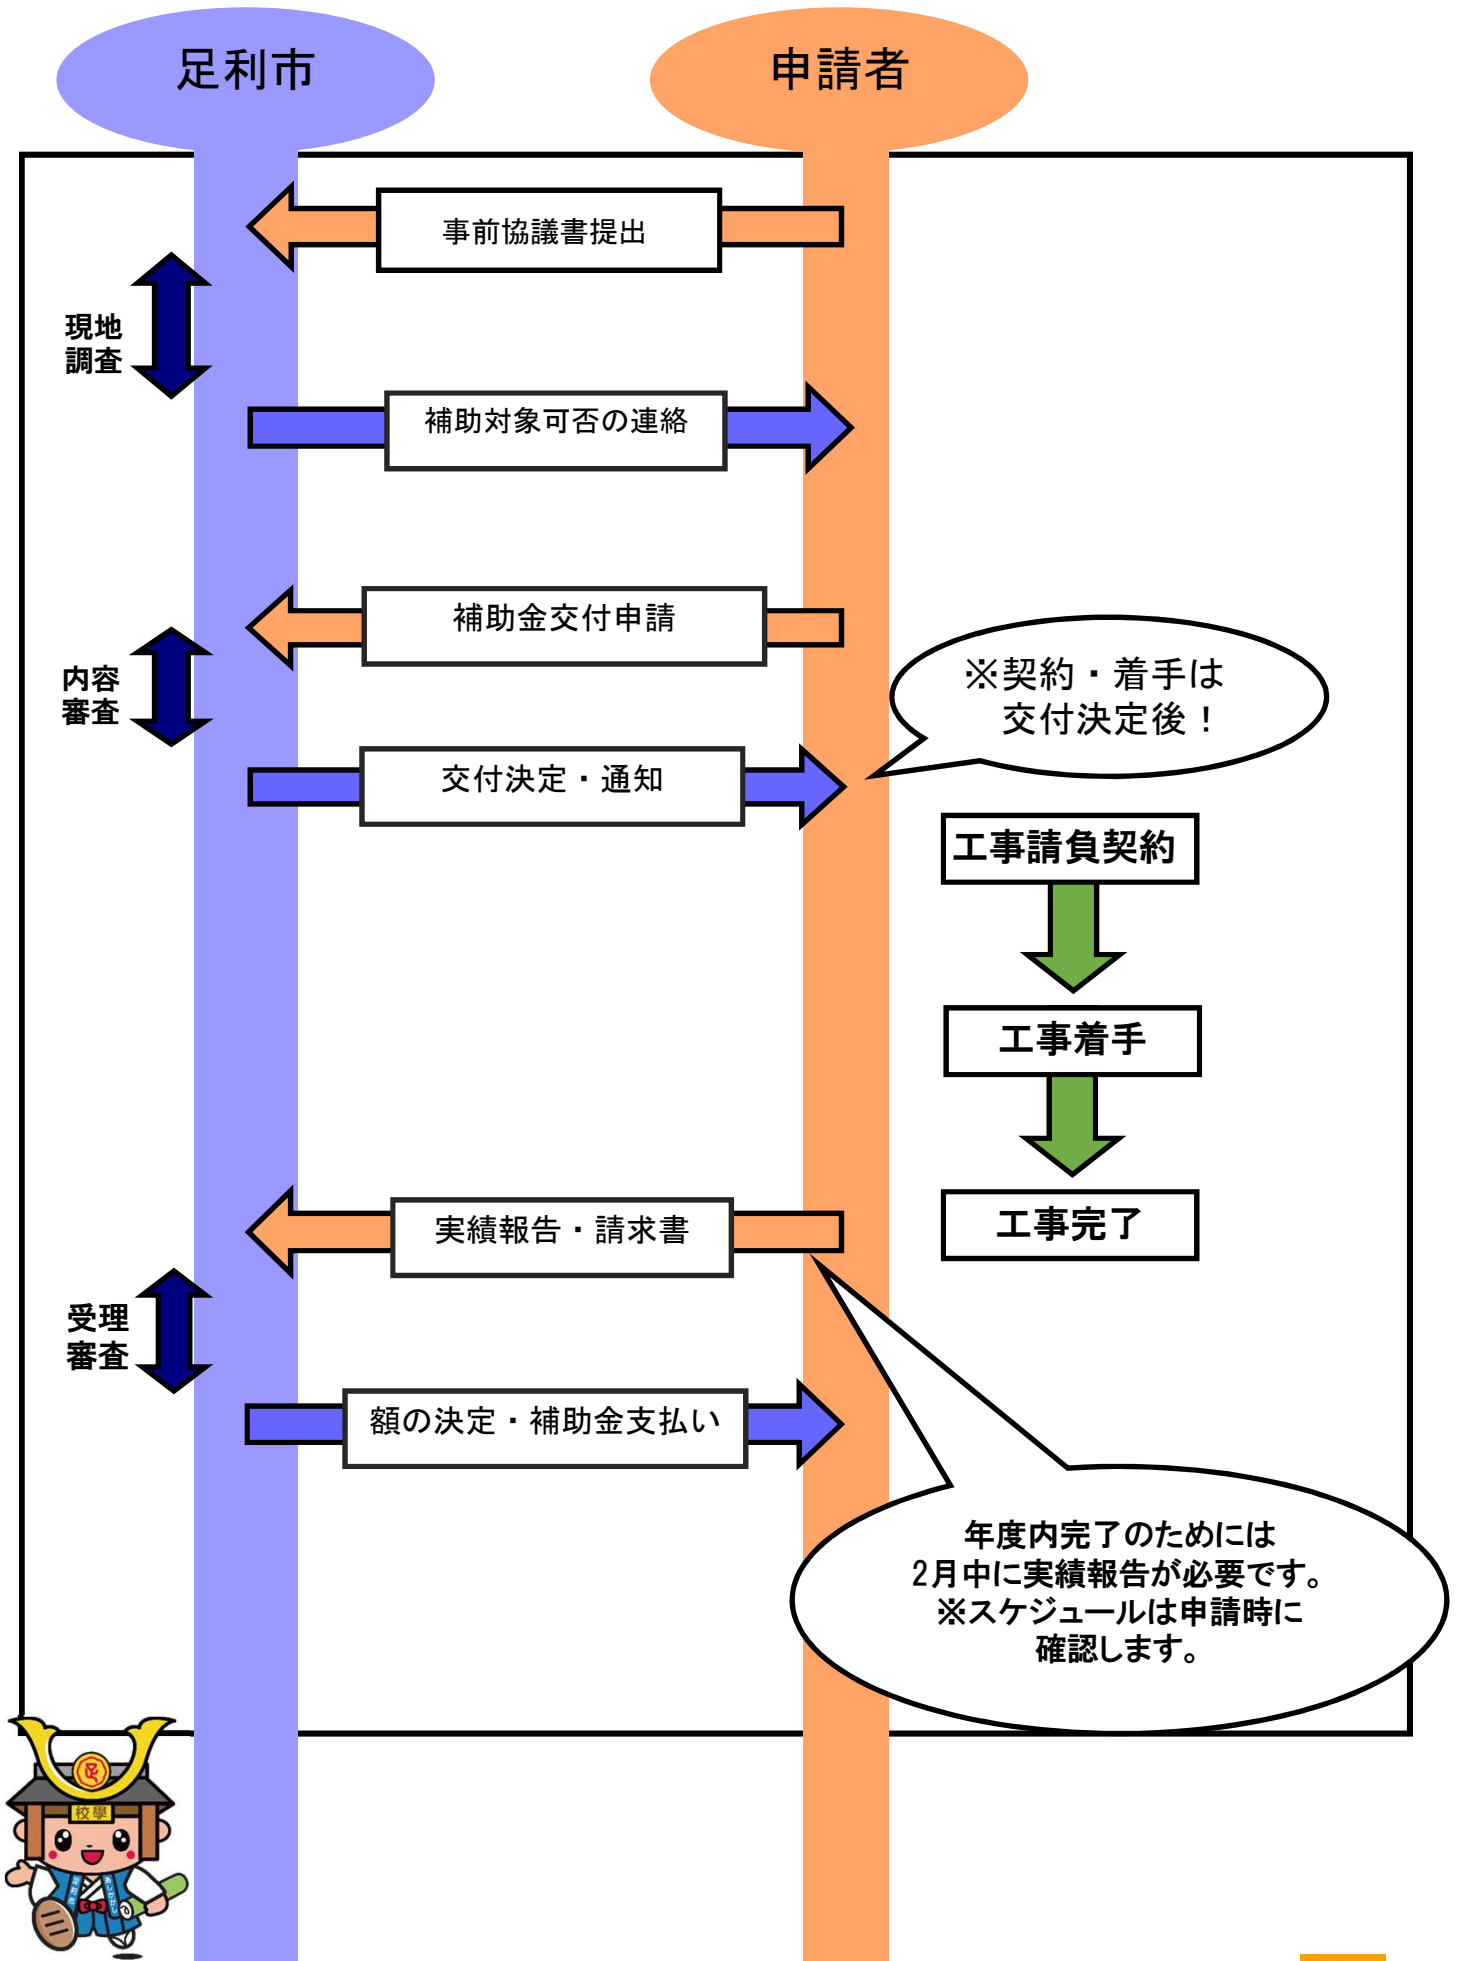 足利市
申請者
事前協議書提出
現地
調査
補助対象可否の連絡
補助金交付申請
内容
審査
※契約・着手は
交付決定後！
交付決定・通知
工事請負契約
工事着手
工事完了
実績報告・請求書
受理
審査
額の決定・補助金支払い
年度内完了のためには
2月中に実績報告が必要です。
※スケジュールは申請時に
確認します。
校學